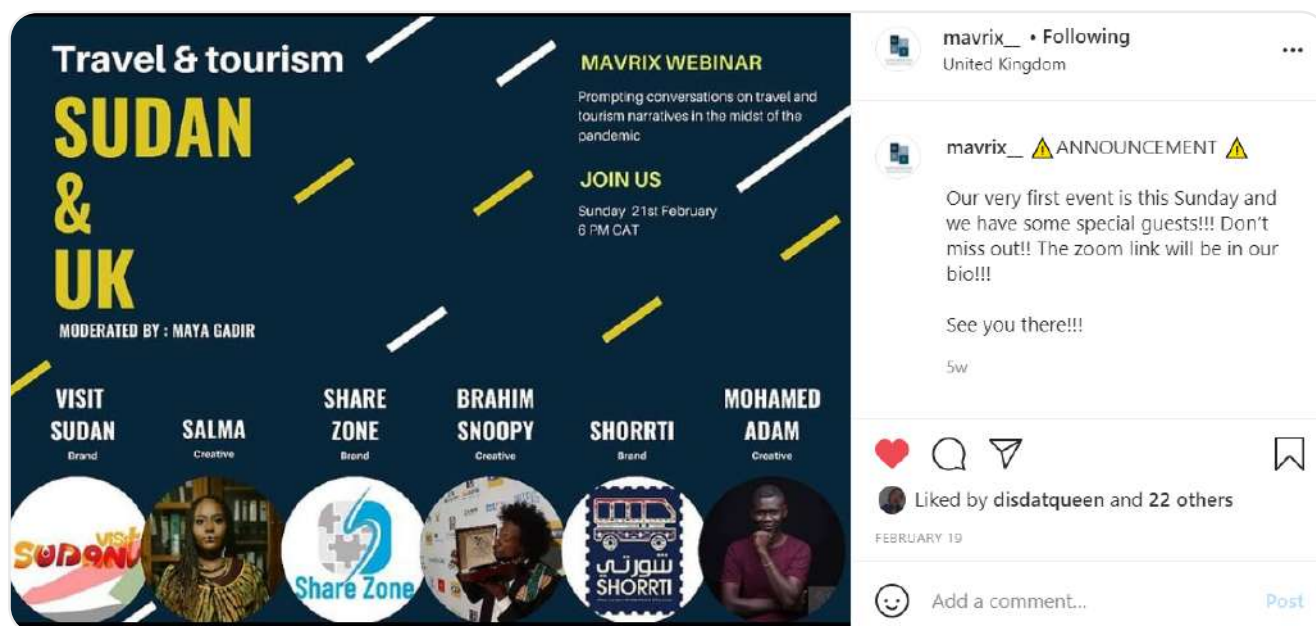 Travel & tourism
SUDAN
&
UK
MODERATED BY : MAYA GADIR
MAVRIX WEBINAR
Prompting conversations on travel and
tourism narratives in the midst of the
pandemic
JOIN US
Sunday 21st February
6 PM CAT
VISIT
SUDAN
Brand
SALMA
Creative
SHARE
ZONE
Brand
BRAHIM
SNOOPY
Creative
SHORRTI
Brand
MOHAMED
ADAM
Creative
Visit
SUDAN
Share Zone
شورتي
SHORRTI
mavrix__ • Following
United Kingdom
mavrix__ ⚠️ANNOUNCEMENT ⚠️
Our very first event is this Sunday and
we have some special guests!!! Don't
miss out!! The zoom link will be in our
bio!!!
See you there!!!
5w
Liked by disdatqueen and 22 others
FEBRUARY 19
Add a comment...
Post